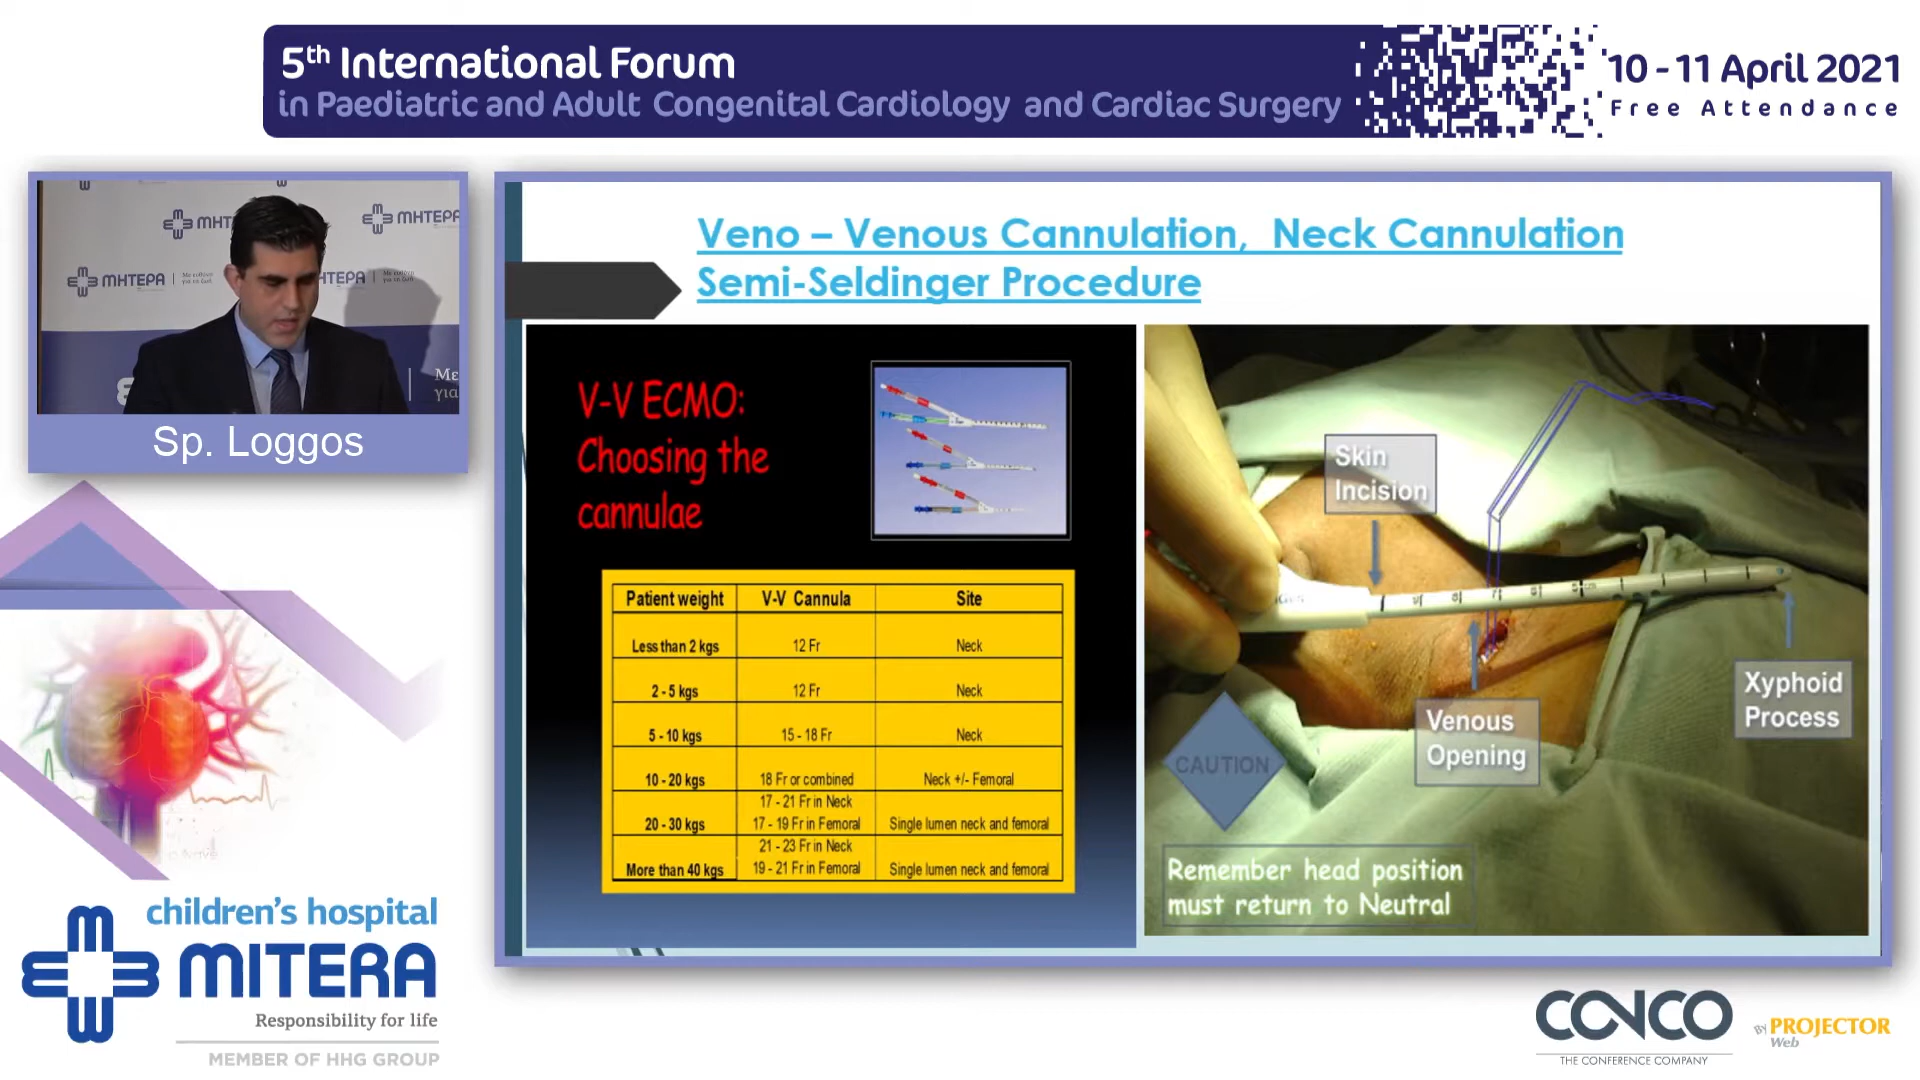 5th International Forum
in Paediatric and Adult Congenital Cardiology and Cardiac Surgery
10 - 11 April 2021
Free Attendance
ΜΗΤ
ΜΗΤΕΡΑ
ΜΗΤΕΡΑ
ΗΤΕΡΑ
Με
για
Sp. Loggos
Veno – Venous Cannulation, Neck Cannulation
Semi-Seldinger Procedure
V-V ECMO:
Choosing the
cannulae
Patient weight V-V Cannula Site
Less than 2 kgs 12 Fr Neck
2 - 5 kgs 12 Fr Neck
5 - 10 kgs 15 - 18 Fr Neck
10 - 20 kgs 18 Fr or combined Neck +/- Femoral
17 - 21 Fr in Neck
20 - 30 kgs 17 - 19 Fr in Femoral Single lumen neck and femoral
21 - 23 Fr in Neck
More than 40 kgs 19 - 21 Fr in Femoral Single lumen neck and femoral
Skin
Incision
Venous
Opening
Xyphoid
Process
CAUTION
Remember head position
must return to Neutral
children's hospital
MITERA
Responsibility for life
MEMBER OF HHG GROUP
CONCO
THE CONFERENCE COMPANY
BY PROJECTOR
Web